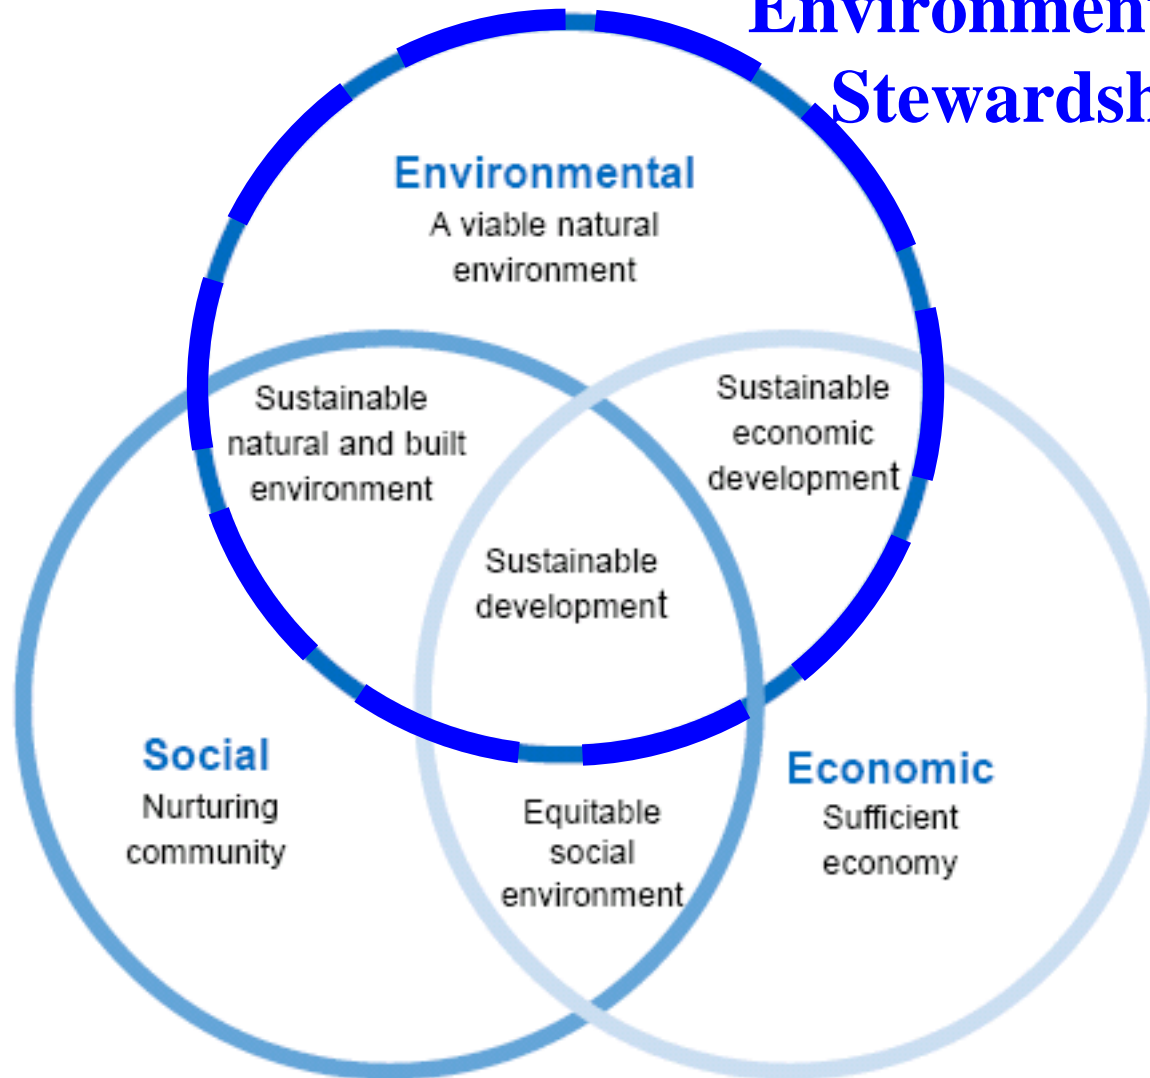 Environment
Stewardsh
Environmental
A viable natural
environment
Sustainable
natural and built
environment
Sustainable
economic
development
Sustainable
development
Social
Nurturing
community
Equitable
social
environment
Economic
Sufficient
economy